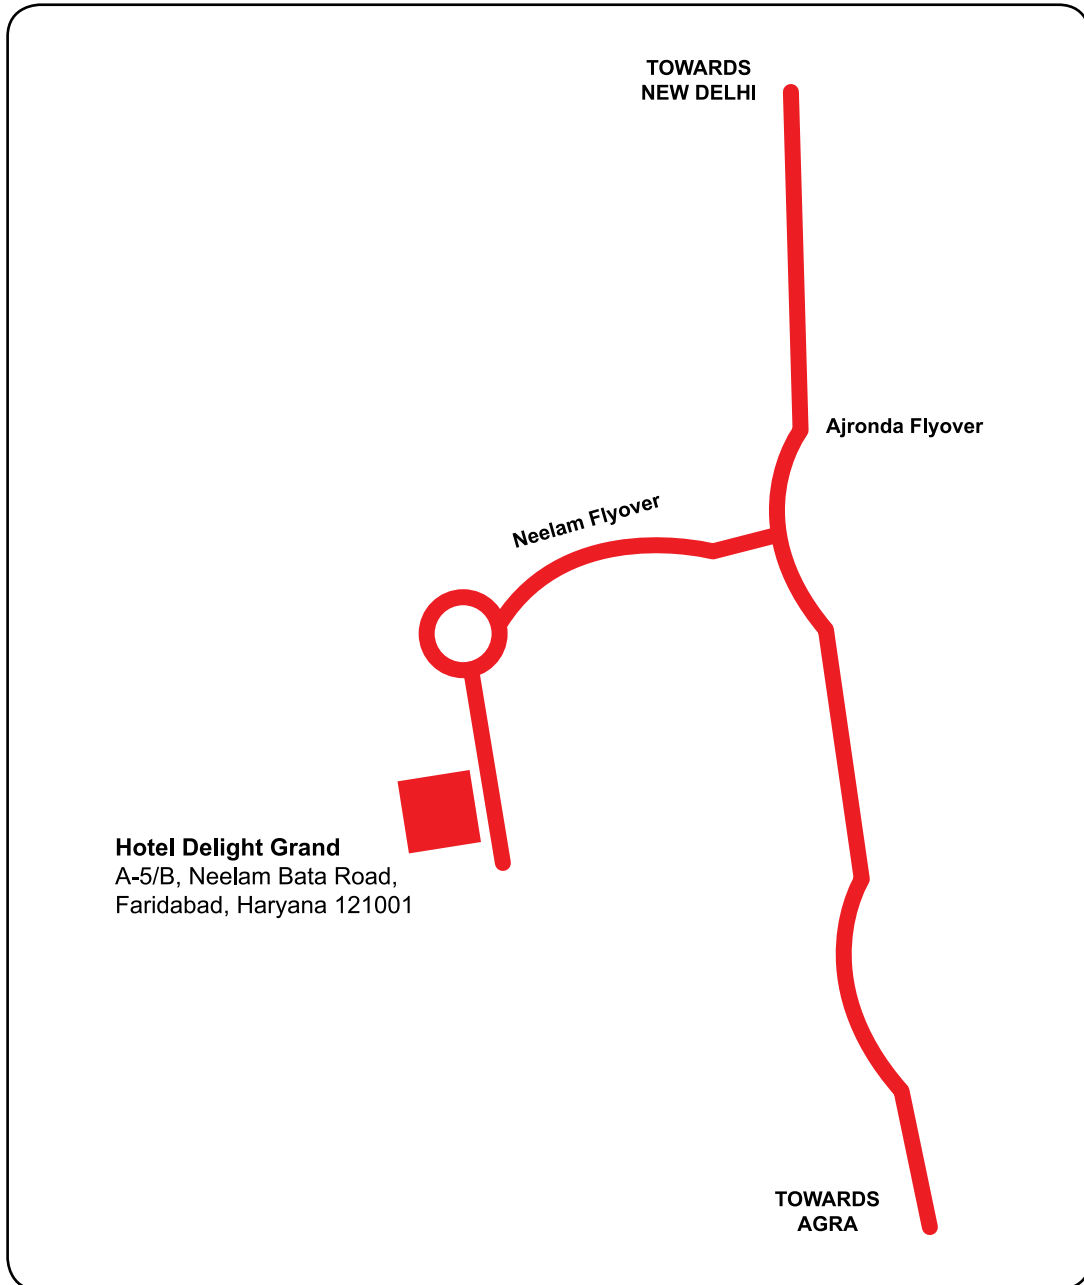 TOWARDS
NEW DELHI
Ajronda Flyover
Neelam Flyover
Hotel Delight Grand
A-5/B, Neelam Bata Road,
Faridabad, Haryana 121001
TOWARDS
AGRA